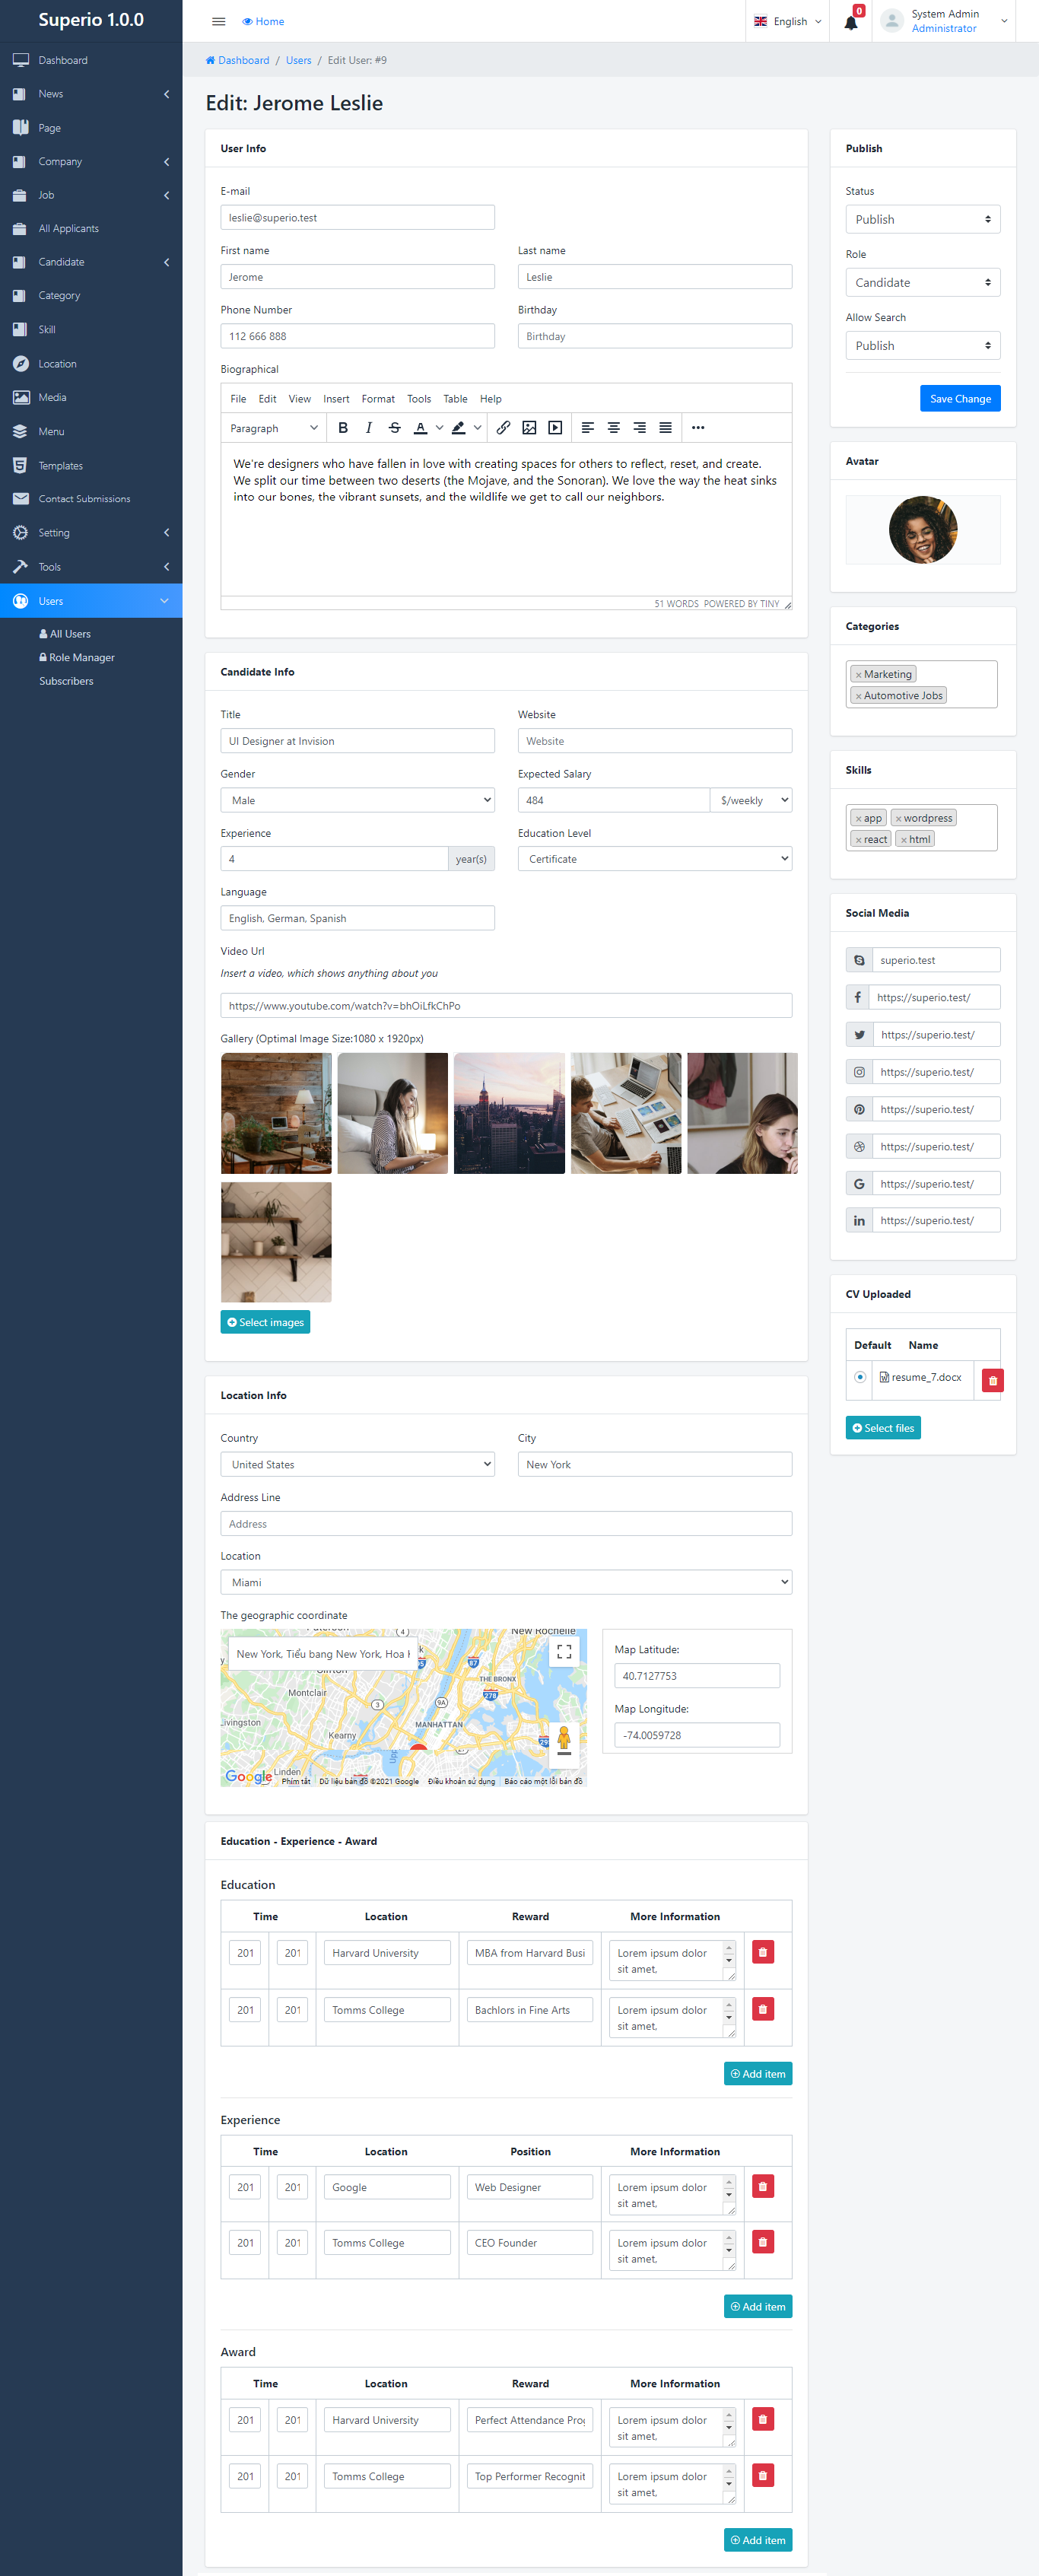 Superio 1.0.0
Home
English
0
System Admin
Administrator
Dashboard
News
Page
Company
Job
All Applicants
Candidate
Category
Skill
Location
Media
Menu
Templates
Contact Submissions
Setting
Tools
Users
All Users
Role Manager
Subscribers
Dashboard / Users / Edit User: #9
Edit: Jerome Leslie
User Info
E-mail
leslie@superio.test
First name
Last name
Jerome
Leslie
Phone Number
Birthday
112 666 888
Birthday
Biographical
File Edit View Insert Format Tools Table Help
Paragraph
We're designers who have fallen in love with creating spaces for others to reflect, reset, and create.
We split our time between two deserts (the Mojave, and the Sonoran). We love the way the heat sinks
into our bones, the vibrant sunsets, and the wildlife we get to call our neighbors.
51 WORDS POWERED BY TINY
Candidate Info
Title
Website
UI Designer at Invision
Website
Gender
Expected Salary
Male
484
$/weekly
Experience
Education Level
4
year(s)
Certificate
Language
English, German, Spanish
Video Url
Insert a video, which shows anything about you
https://www.youtube.com/watch?v=bhOiLfkChPo
Gallery (Optimal Image Size:1080 x 1920px)
Select images
Location Info
Country
City
United States
New York
Address Line
Address
Location
Miami
The geographic coordinate
New York, Tiểu bang New York, Hoa
New Rochelle
Montclair
THE BRONX
Livingston
MANHATTAN
Kearny
Linden
Google
Phím tắt
Dữ liệu bản đồ ©2021 Google
Điều khoản sử dụng
Báo cáo một lỗi bản đồ
Map Latitude:
40.7127753
Map Longitude:
-74.0059728
Education - Experience - Award
Education
Time Location Reward More Information
201 201 Harvard University MBA from Harvard Busi Lorem ipsum dolor
sit amet,
201 201 Tomms College Bachlors in Fine Arts Lorem ipsum dolor
sit amet,
Add item
Experience
Time Location Position More Information
201 201 Google Web Designer Lorem ipsum dolor
sit amet,
201 201 Tomms College CEO Founder Lorem ipsum dolor
sit amet,
Add item
Award
Time Location Reward More Information
201 201 Harvard University Perfect Attendance Prog Lorem ipsum dolor
sit amet,
201 201 Tomms College Top Performer Recognit Lorem ipsum dolor
sit amet,
Add item
Publish
Status
Publish
Role
Candidate
Allow Search
Publish
Save Change
Avatar
Categories
× Marketing
× Automotive Jobs
Skills
× app × wordpress
× react × html
Social Media
superio.test
https://superio.test/
https://superio.test/
https://superio.test/
https://superio.test/
https://superio.test/
https://superio.test/
https://superio.test/
CV Uploaded
Default Name
resume_7.docx
Select files